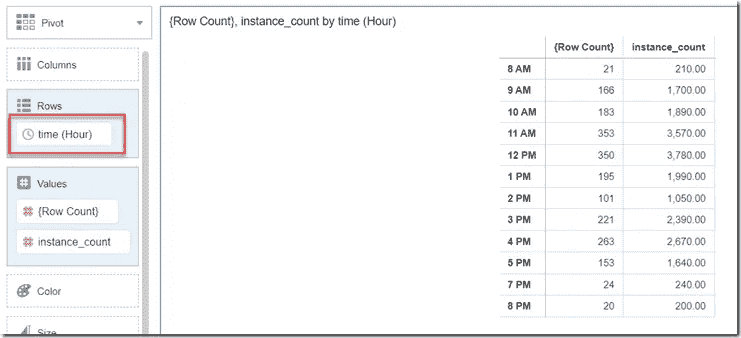 Pivot
Columns
Rows
time (Hour)
Values
{Row Count}
instance_count
Color
Size
{Row Count}, instance_count by time (Hour)
{Row Count} instance_count
8 AM 21 210.00
9 AM 166 1,700.00
10 AM 183 1,890.00
11 AM 353 3,570.00
12 PM 350 3,780.00
1 PM 195 1,990.00
2 PM 101 1,050.00
3 PM 221 2,390.00
4 PM 263 2,670.00
5 PM 153 1,640.00
7 PM 24 240.00
8 PM 20 200.00